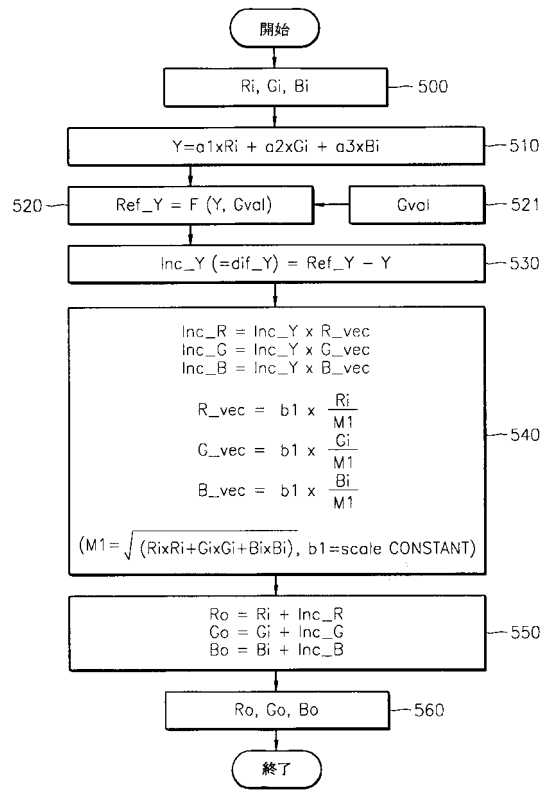 開始
Ri, Gi, Bi
500
Y=a1xRi + a2xGi + a3xBi
510
520
Ref_Y = F (Y, Gval)
Gval
521
Inc_Y (=dif_Y) = Ref_Y - Y
530
Inc_R = Inc_Y x R_vec
Inc_G = Inc_Y x G_vec
Inc_B = Inc_Y x B_vec
R_vec = b1 x Ri/M1
G_vec = b1 x Gi/M1
B_vec = b1 x Bi/M1
540
(M1=√(RixRi+GixGi+BixBi), b1=scale CONSTANT)
Ro = Ri + Inc_R
Go = Gi + Inc_G
Bo = Bi + Inc_B
550
Ro, Go, Bo
560
終了